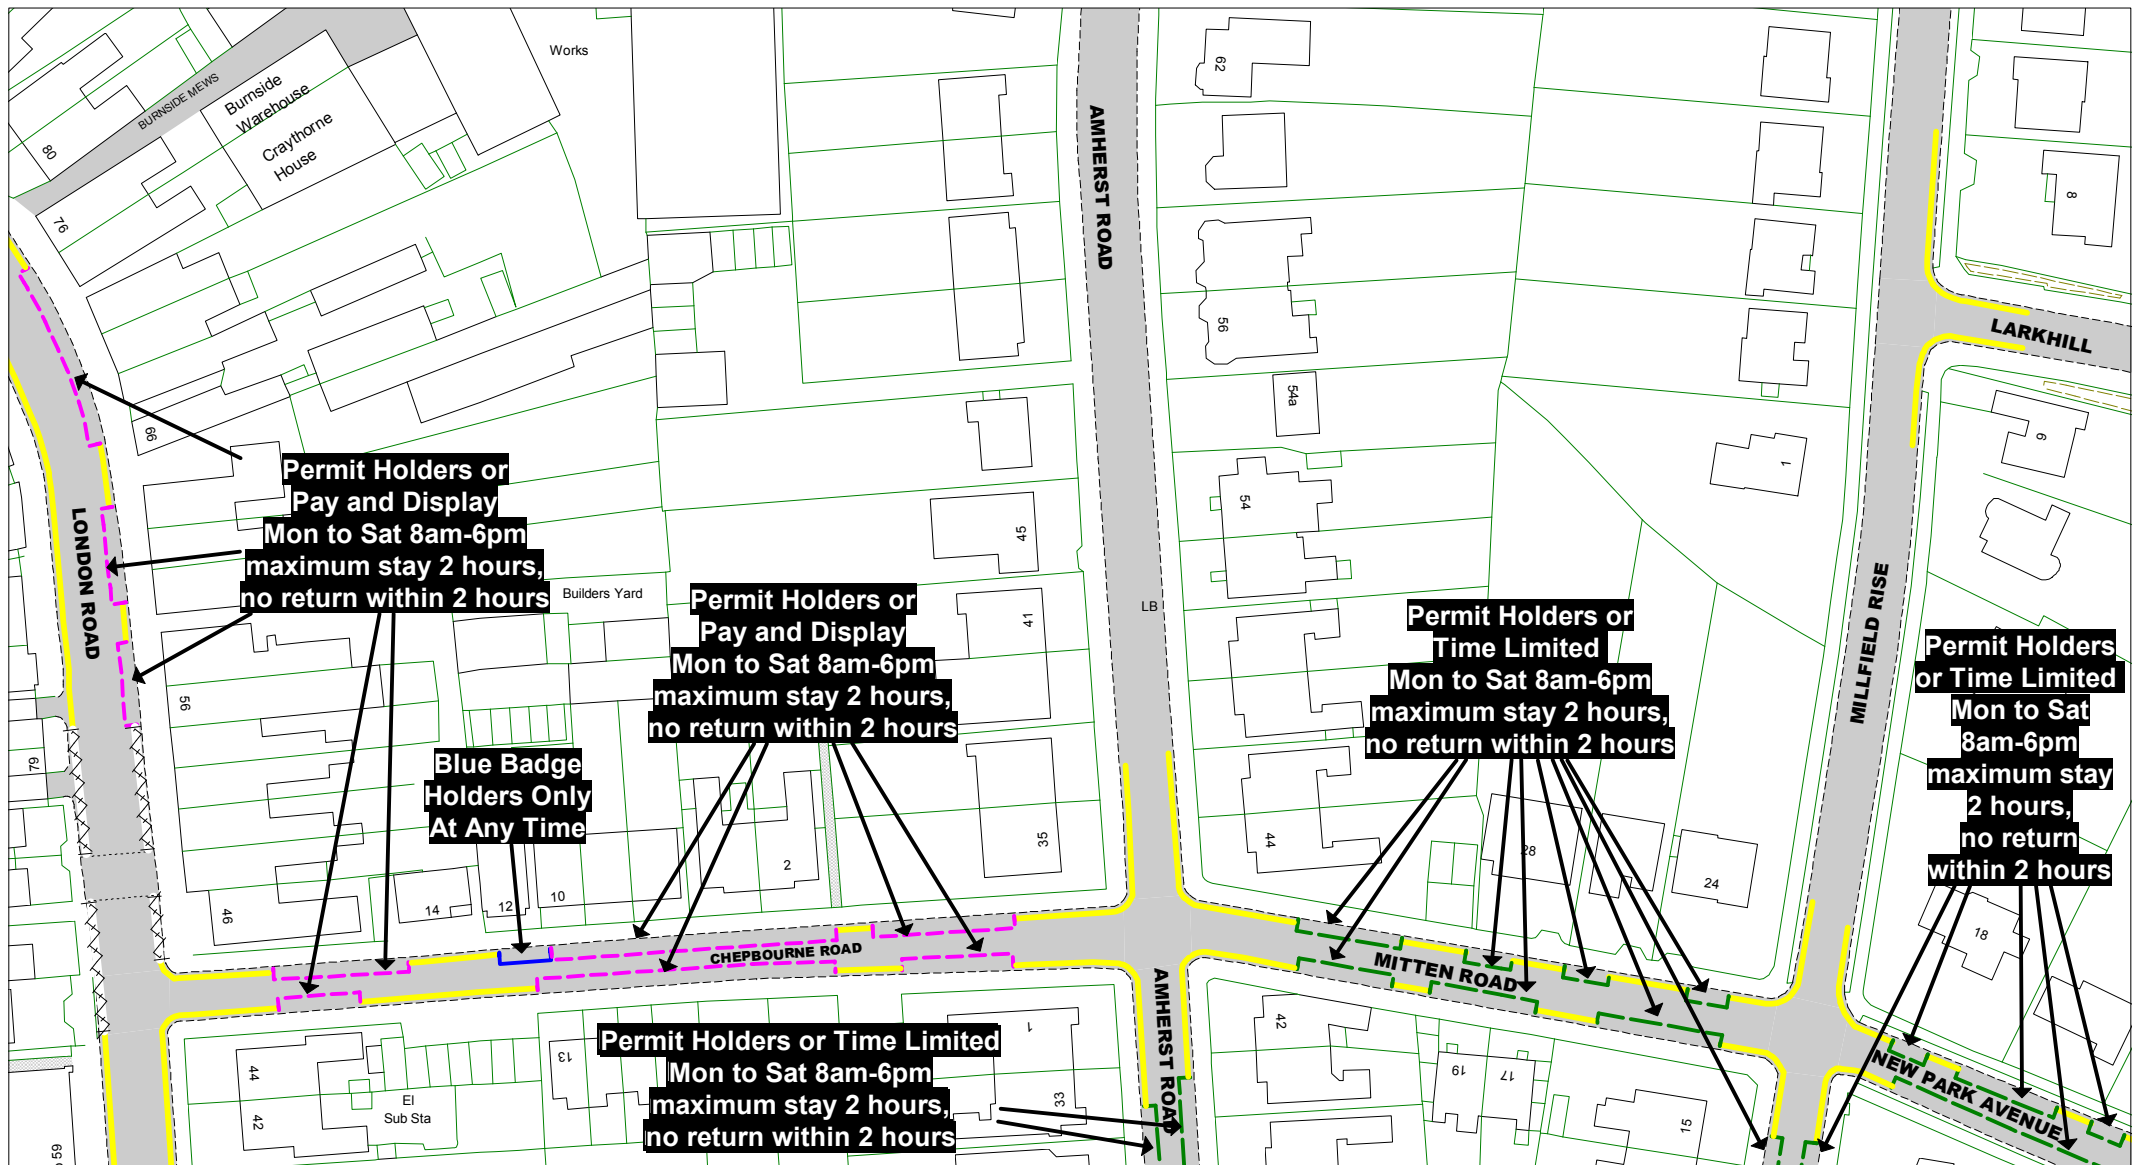 Works
BURNSIDE MEWS
Burnside
Warehouse
Craythorne
House
80
76
66
62
56
54a
54
8
9
1
AMHERST ROAD
LARKHILL
LONDON ROAD
MILLFIELD RISE
Permit Holders or
Pay and Display
Mon to Sat 8am-6pm
maximum stay 2 hours,
no return within 2 hours
Builders Yard
45
41
35
LB
56
79
46
14
12
10
2
Permit Holders or
Pay and Display
Mon to Sat 8am-6pm
maximum stay 2 hours,
no return within 2 hours
Blue Badge
Holders Only
At Any Time
Permit Holders or
Time Limited
Mon to Sat 8am-6pm
maximum stay 2 hours,
no return within 2 hours
Permit Holders
or Time Limited
Mon to Sat
8am-6pm
maximum stay
2 hours,
no return
within 2 hours
44
28
24
18
CHEPBOURNE ROAD
MITTEN ROAD
AMHERST ROAD
NEW PARK AVENUE
Permit Holders or Time Limited
Mon to Sat 8am-6pm
maximum stay 2 hours,
no return within 2 hours
44
42
El
Sub Sta
13
1
33
42
19
17
15
59